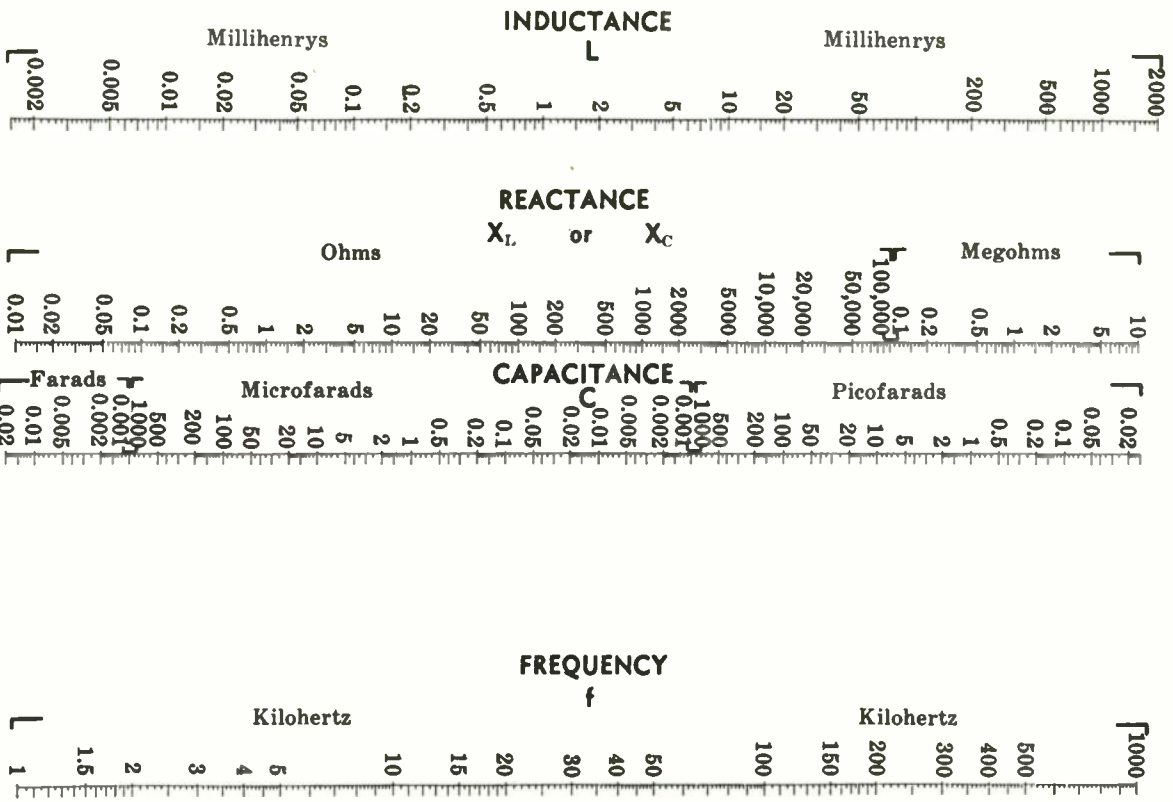 INDUCTANCE
L
Millihenrys Millihenrys
0.002 0.005 0.01 0.02 0.05 0.1 0.2 0.5 1 2 5 10 20 50 200 500 1000 2000
REACTANCE
XL or XC
Ohms Megohms
0.01 0.02 0.05 0.1 0.2 0.5 1 2 5 10 20 50 100 200 500 1000 2000 5000 10,000 20,000 50,000 100,000 0.1 0.2 0.5 1 2 5 10
CAPACITANCE
C
Farads Microfarads Picofarads
0.02 0.01 0.005 0.002 0.001 1000 500 200 100 50 20 10 5 2 1 0.5 0.2 0.1 0.05 0.02 0.01 0.005 0.002 0.001 1000 500 200 100 50 20 10 5 2 1 0.5 0.2 0.1 0.05 0.02
FREQUENCY
f
Kilohertz Kilohertz
1 1.5 2 3 4 5 10 15 20 30 40 50 100 150 200 300 400 500 1000